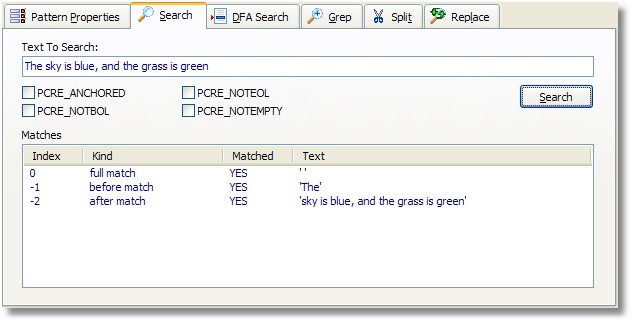 Pattern Properties Search DFA Search Grep Split Replace
Text To Search:
The sky is blue, and the grass is green
PCRE_ANCHORED PCRE_NOTEOL
Search
PCRE_NOTBOL PCRE_NOTEMPTY
Matches
Index Kind Matched Text
0 full match YES ' '
-1 before match YES 'The'
-2 after match YES 'sky is blue, and the grass is green'